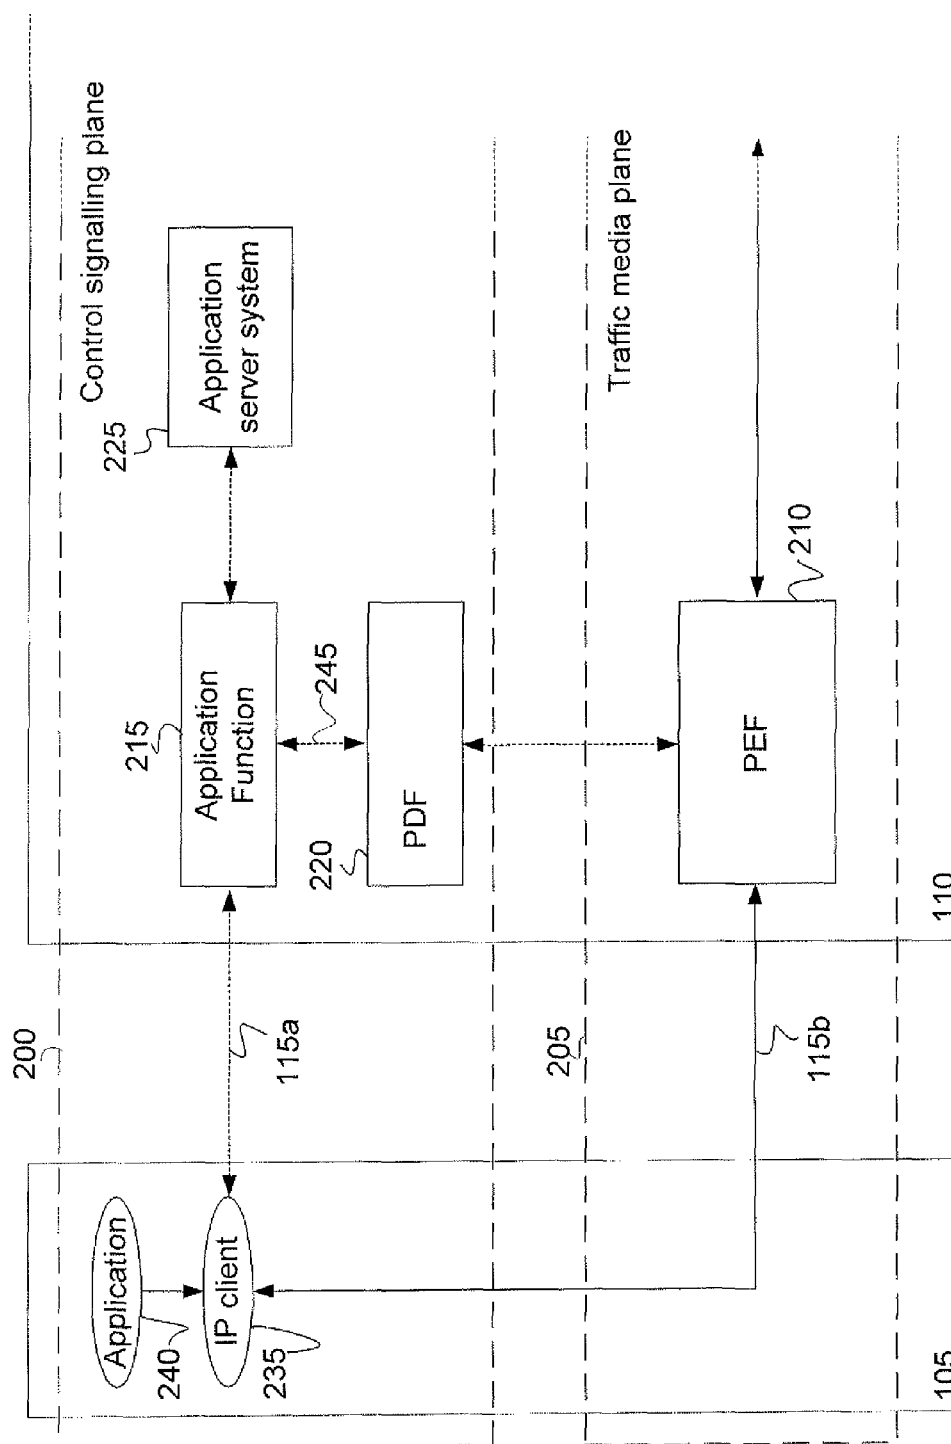 200
Control signalling plane
Application
240
IP client
235
115a
215
Application
Function
225
Application
server system
245
220
PDF
205
Traffic media plane
115b
PEF
210
105
110